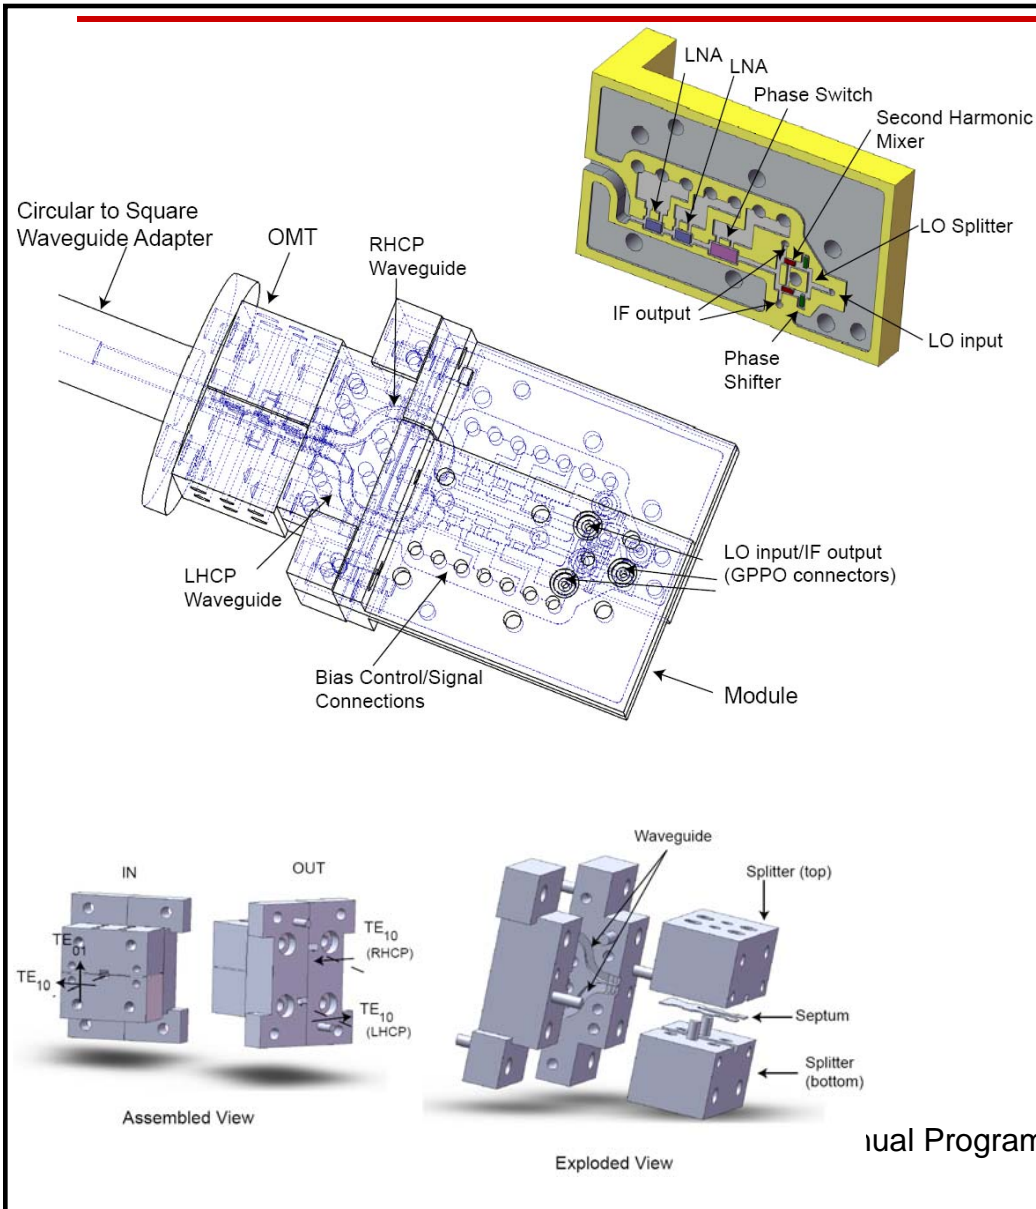 LNA
LNA
Phase Switch
Second Harmonic
Mixer
LO Splitter
IF output
LO input
Phase
Shifter
Circular to Square
Waveguide Adapter
OMT
RHCP
Waveguide
LHCP
Waveguide
LO input/IF output
(GPPO connectors)
Bias Control/Signal
Connections
Module
IN
OUT
TE01
TE10
TE10
(RHCP)
TE10
(LHCP)
Assembled View
Waveguide
Splitter (top)
Septum
Splitter
(bottom)
Exploded View
Program